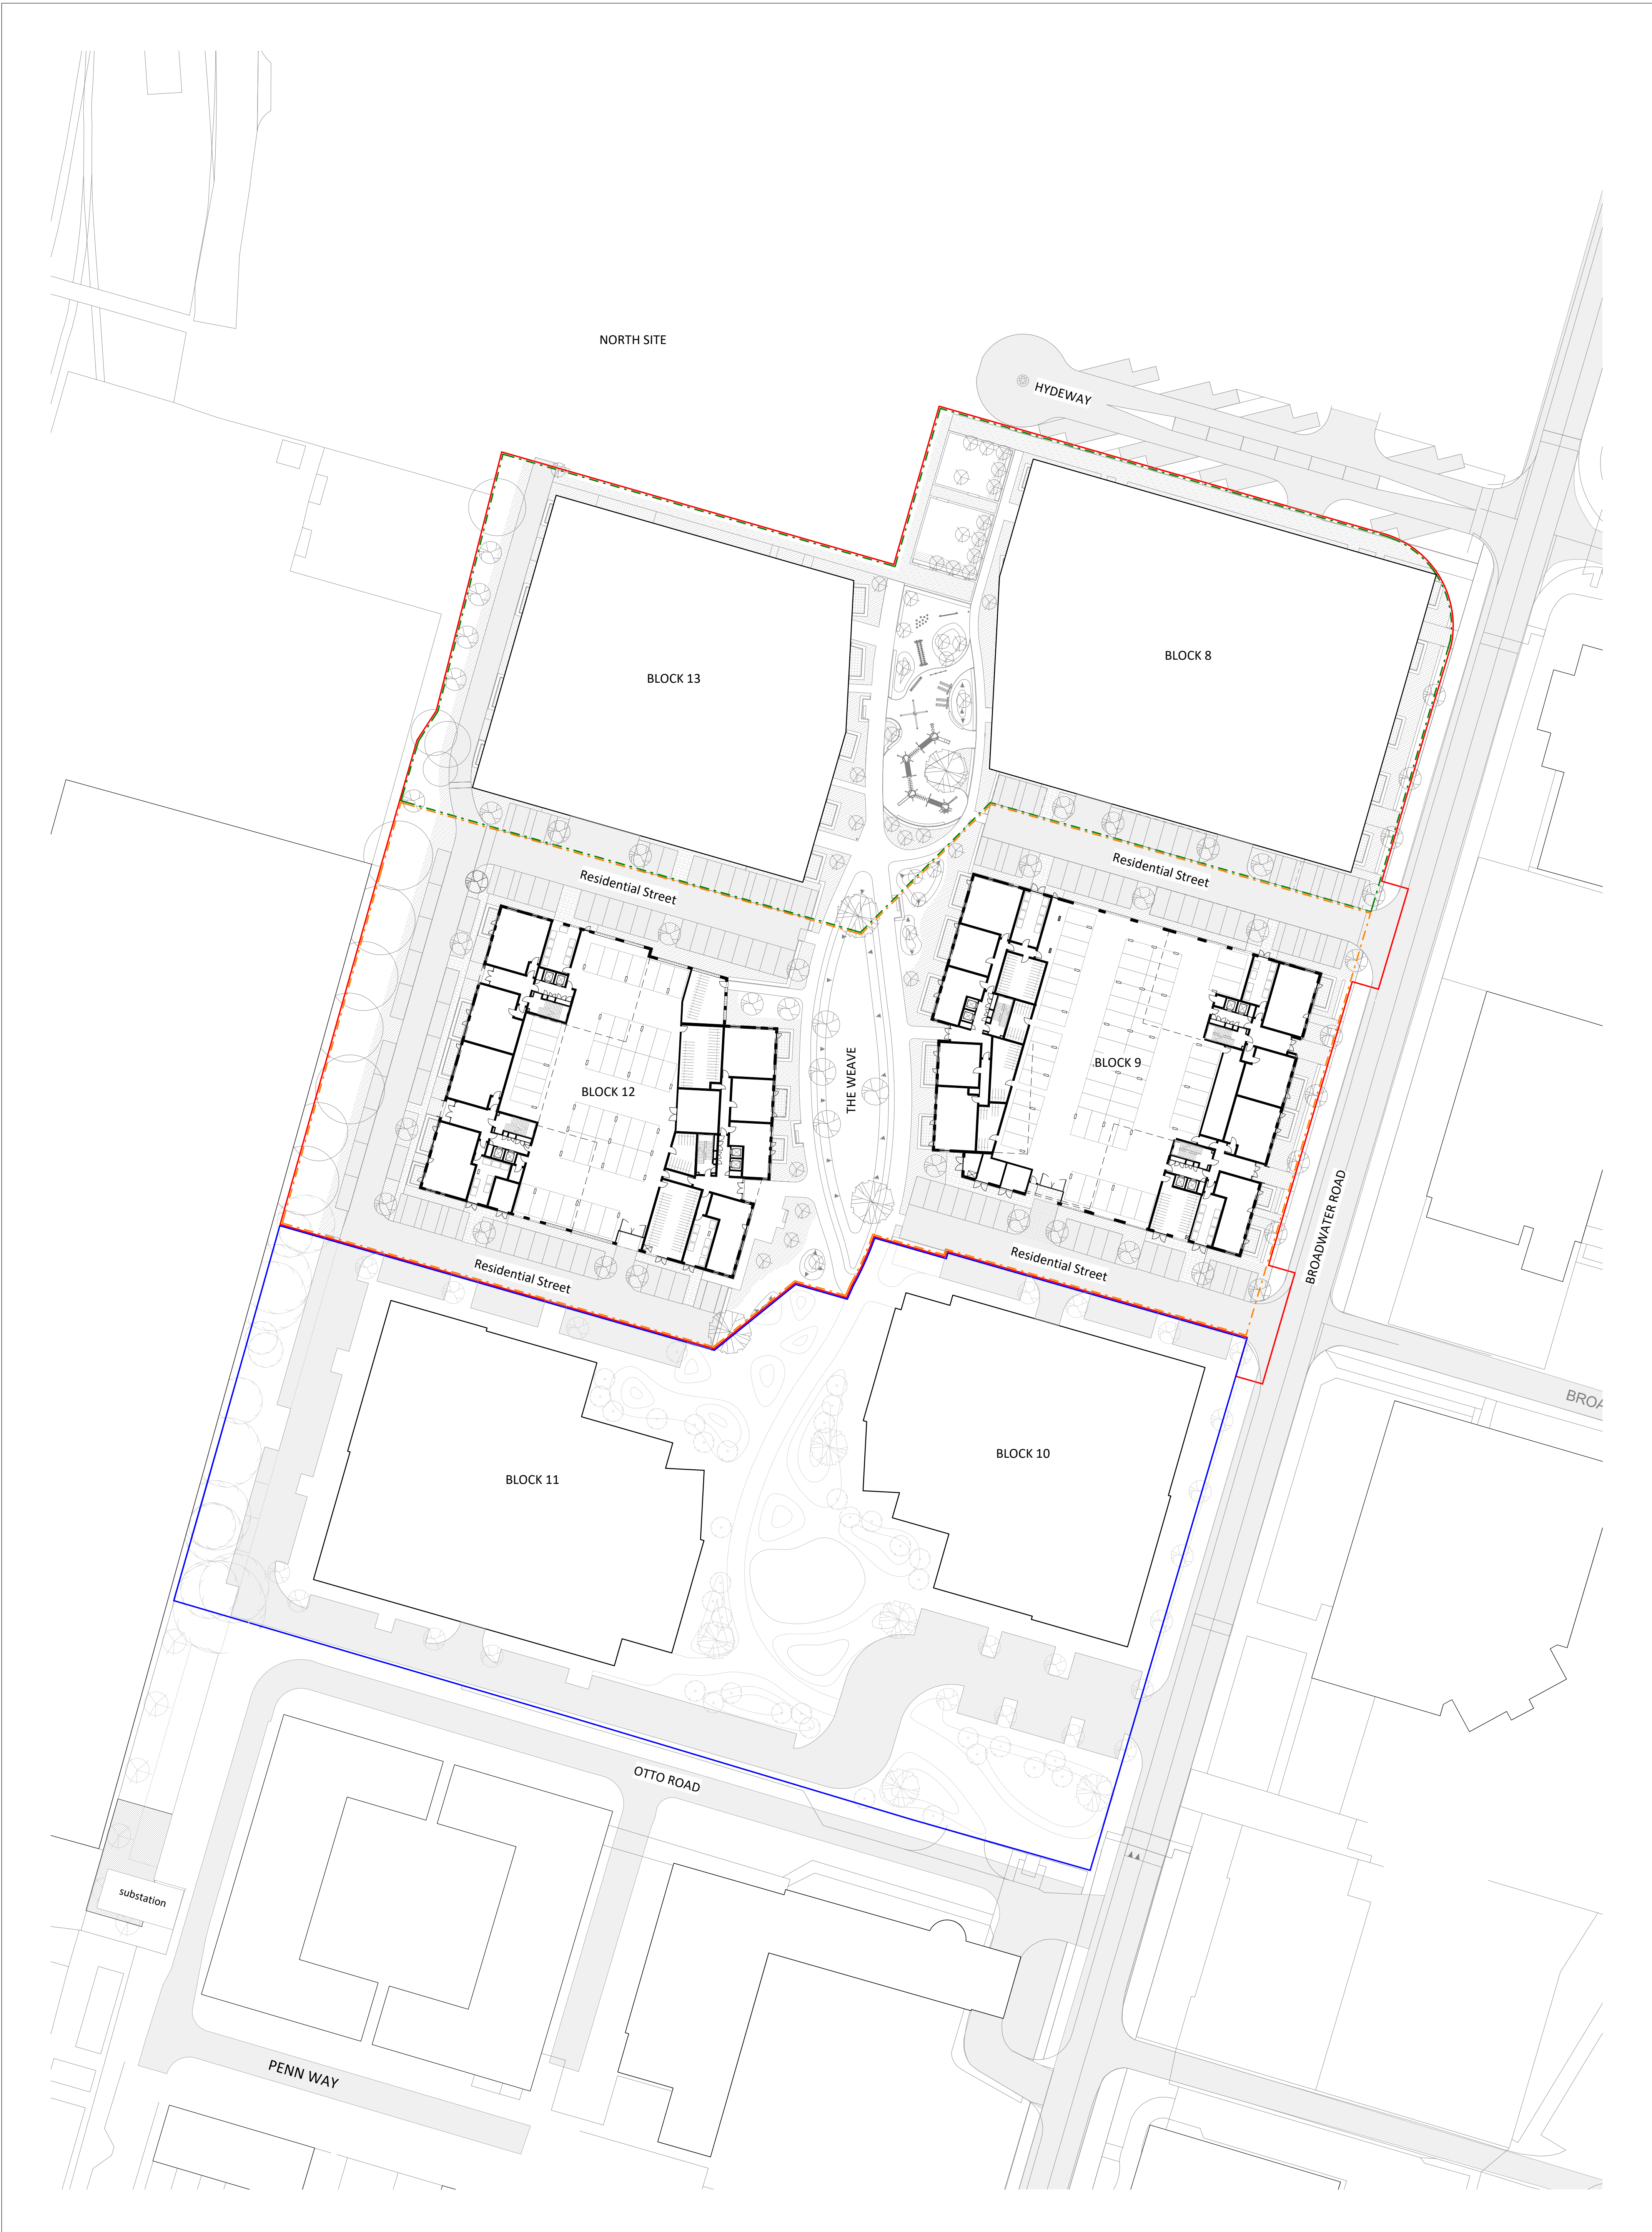 NORTH SITE
HYDEWAY
BLOCK 8
BLOCK 13
Residential Street
Residential Street
BLOCK 9
BLOCK 12
THE WEAVE
BROADWATER ROAD
Residential Street
Residential Street
BROA
BLOCK 10
BLOCK 11
OTTO ROAD
substation
PENN WAY